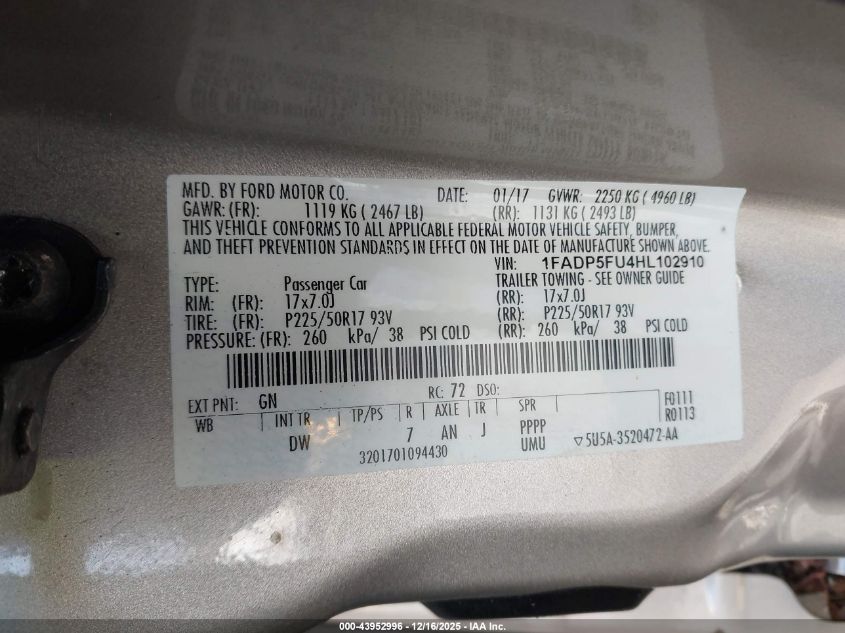 MFD. BY FORD MOTOR CO. DATE: 01/17 GVWR: 2250 KG ( 4960 LB)
GAWR: (FR): 1119 KG ( 2467 LB) (RR): 1131 KG ( 2493 LB)
THIS VEHICLE CONFORMS TO ALL APPLICABLE FEDERAL MOTOR VEHICLE SAFETY, BUMPER,
AND THEFT PREVENTION STANDARDS IN EFFECT ON THE DATE OF MANUFACTURE SHOWN ABOVE.
VIN: 1FADP5FU4HL102910
TYPE: Passenger Car TRAILER TOWING - SEE OWNER GUIDE
RIM: (FR): 17x7.0J (RR): 17x7.0J
TIRE: (FR): P225/50R17 93V (RR): P225/50R17 93V
PRESSURE: (FR): 260 kPa/ 38 PSI COLD (RR): 260 kPa/ 38 PSI COLD
EXT PNT: GN RC: 72 DSO: F0111
WB INT TR TP/PS R AXLE TR SPR R0113
DW 7 AN J PPPP
UMU ▽5U5A-3520472-AA
3201701094430
000-43952996 - 12/16/2025 - IAA Inc.